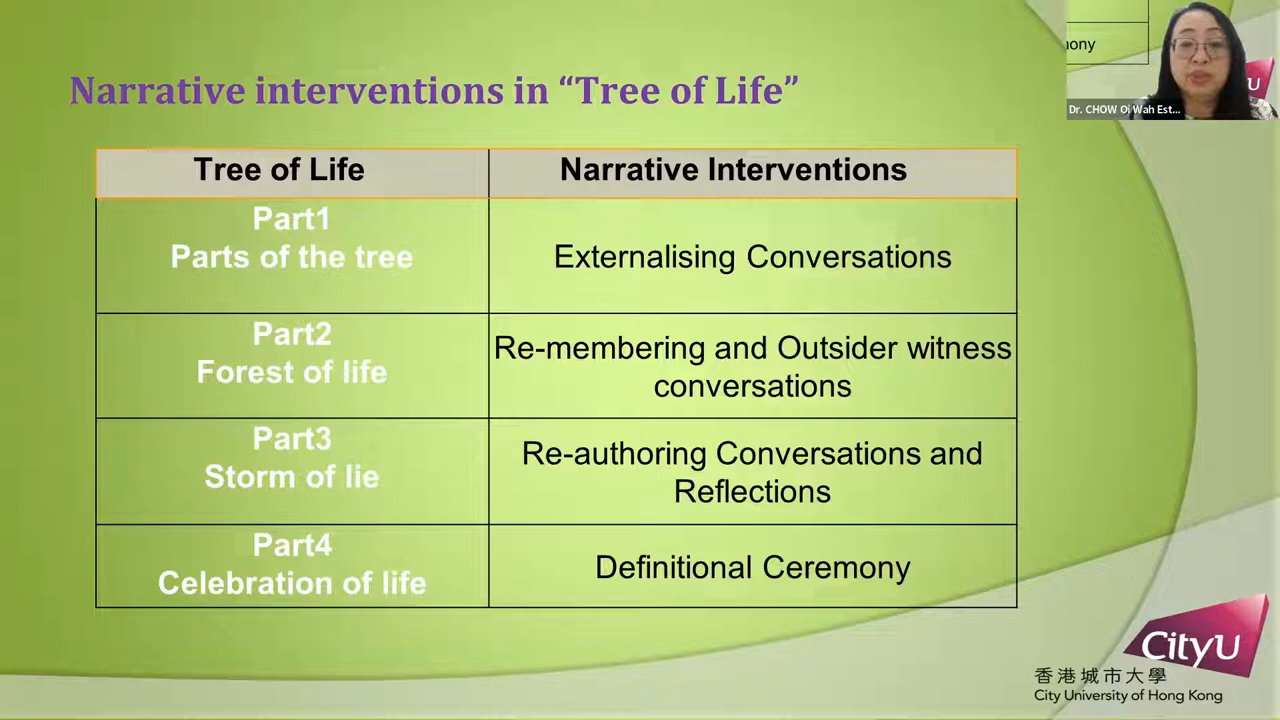 Narrative interventions in “Tree of Life”
Tree of Life
Narrative Interventions
Part1
Parts of the tree
Externalising Conversations
Part2
Forest of life
Re-membering and Outsider witness
conversations
Part3
Storm of lie
Re-authoring Conversations and
Reflections
Part4
Celebration of life
Definitional Ceremony
Dr. CHOW Oi Wah Est...
CityU
香港城市大學
City University of Hong Kong